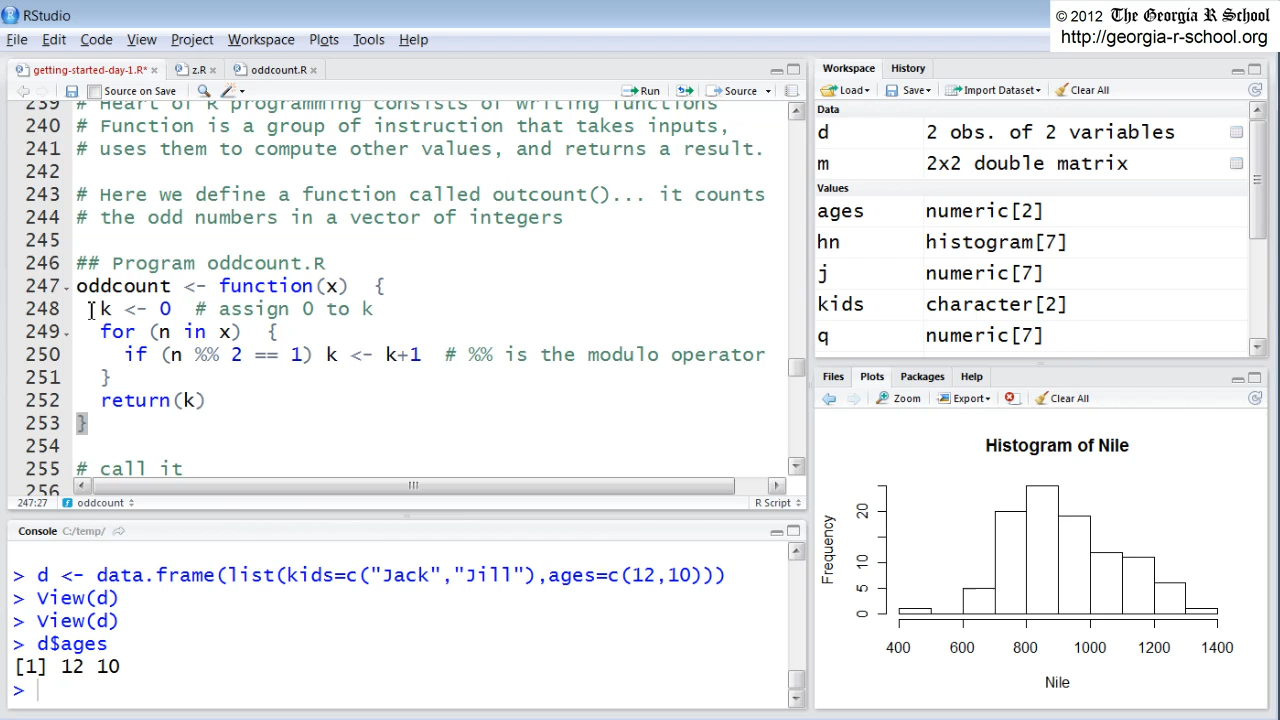 RStudio
© 2012 The Georgia R School
http://georgia-r-school.org
File Edit Code View Project Workspace Plots Tools Help
getting-started-day-1.R* × z.R × oddcount.R ×
Source on Save Run Source
239 # Heart of R programming consists of writing functions
240 # Function is a group of instruction that takes inputs,
241 # uses them to compute other values, and returns a result.
242
243 # Here we define a function called outcount()... it counts
244 # the odd numbers in a vector of integers
245
246 ## Program oddcount.R
247 oddcount <- function(x) {
248 k <- 0 # assign 0 to k
249 for (n in x) {
250 if (n %% 2 == 1) k <- k+1 # %% is the modulo operator
251 }
252 return(k)
253 }
254
255 # call it
256
247:27 oddcount R Script
Console C:/temp/
> d <- data.frame(list(kids=c("Jack","Jill"),ages=c(12,10)))
> View(d)
> View(d)
> d$ages
[1] 12 10
>
Workspace History
Load Save Import Dataset Clear All
Data
d 2 obs. of 2 variables
m 2x2 double matrix
Values
ages numeric[2]
hn histogram[7]
j numeric[7]
kids character[2]
q numeric[7]
Files Plots Packages Help
Zoom Export Clear All
Histogram of Nile
Frequency
0 5 10 20
400 600 800 1000 1200 1400
Nile